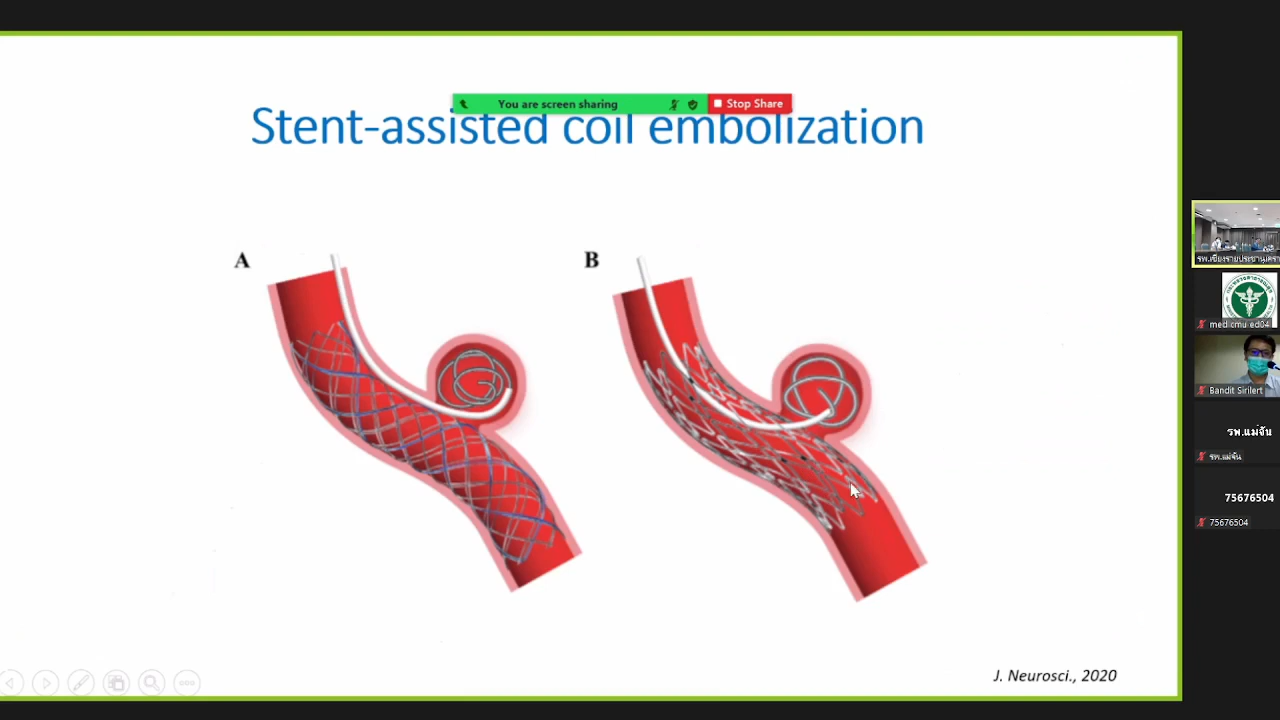 You are screen sharing
Stop Share
Stent-assisted coil embolization
A
B
J. Neurosci., 2020
med cmu ed04
Bandit Sirilert
รพ.แม่จัน
รพ.แม่จัน
75676504
75676504